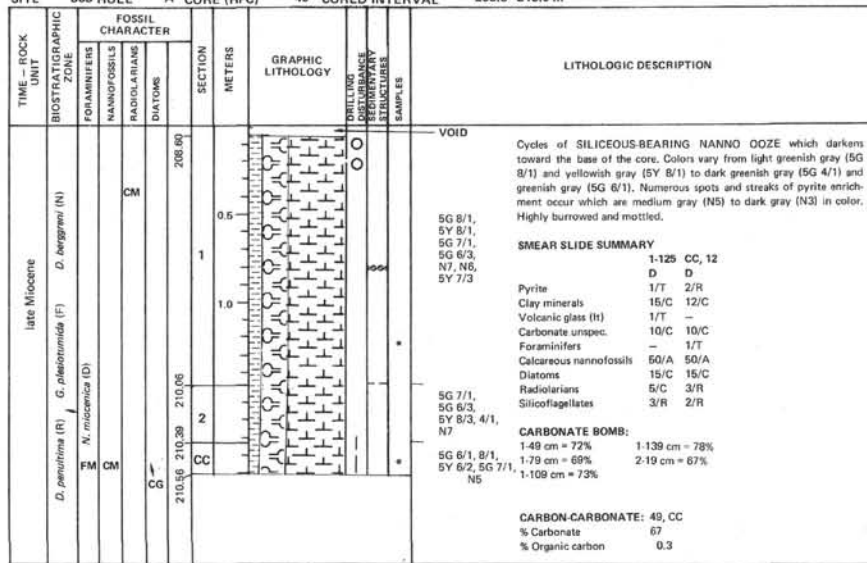 HOLE
CORE (HPC)
CORED INTERVAL
TIME – ROCK UNIT
BIOSTRATIGRAPHIC ZONE
FOSSIL CHARACTER
FORAMINIFERS
NANNOFOSSILS
RADIOLARIANS
DIATOMS
SECTION
METERS
GRAPHIC LITHOLOGY
DRILLING DISTURBANCE
SEDIMENTARY STRUCTURES
SAMPLES
LITHOLOGIC DESCRIPTION
late Miocene
D. penultima (R)
G. plesiotumida (F)
D. berggreni (N)
N. miocenica (D)
FM
CM
CM
CG
208.60
210.06
210.39
210.56
1
2
CC
0.5
1.0
VOID
5G 8/1,
5Y 8/1,
5G 7/1,
5G 6/3,
N7, N6,
5Y 7/3
5G 7/1,
5G 6/3,
5Y 8/3, 4/1,
N7
5G 6/1, 8/1,
5Y 6/2, 5G 7/1,
N5
Cycles of SILICEOUS-BEARING NANNO OOZE which darkens
toward the base of the core. Colors vary from light greenish gray (5G
8/1) and yellowish gray (5Y 8/1) to dark greenish gray (5G 4/1) and
greenish gray (5G 6/1). Numerous spots and streaks of pyrite enrich-
ment occur which are medium gray (N5) to dark gray (N3) in color.
Highly burrowed and mottled.
SMEAR SLIDE SUMMARY
1-125 CC, 12
D D
Pyrite 1/T 2/R
Clay minerals 15/C 12/C
Volcanic glass (lt) 1/T –
Carbonate unspec. 10/C 10/C
Foraminifers – 1/T
Calcareous nannofossils 50/A 50/A
Diatoms 15/C 15/C
Radiolarians 5/C 3/R
Silicoflagellates 3/R 2/R
CARBONATE BOMB:
1-49 cm = 72% 1-139 cm = 78%
1-79 cm = 69% 2-19 cm = 67%
1-109 cm = 73%
CARBON-CARBONATE: 49, CC
% Carbonate 67
% Organic carbon 0.3